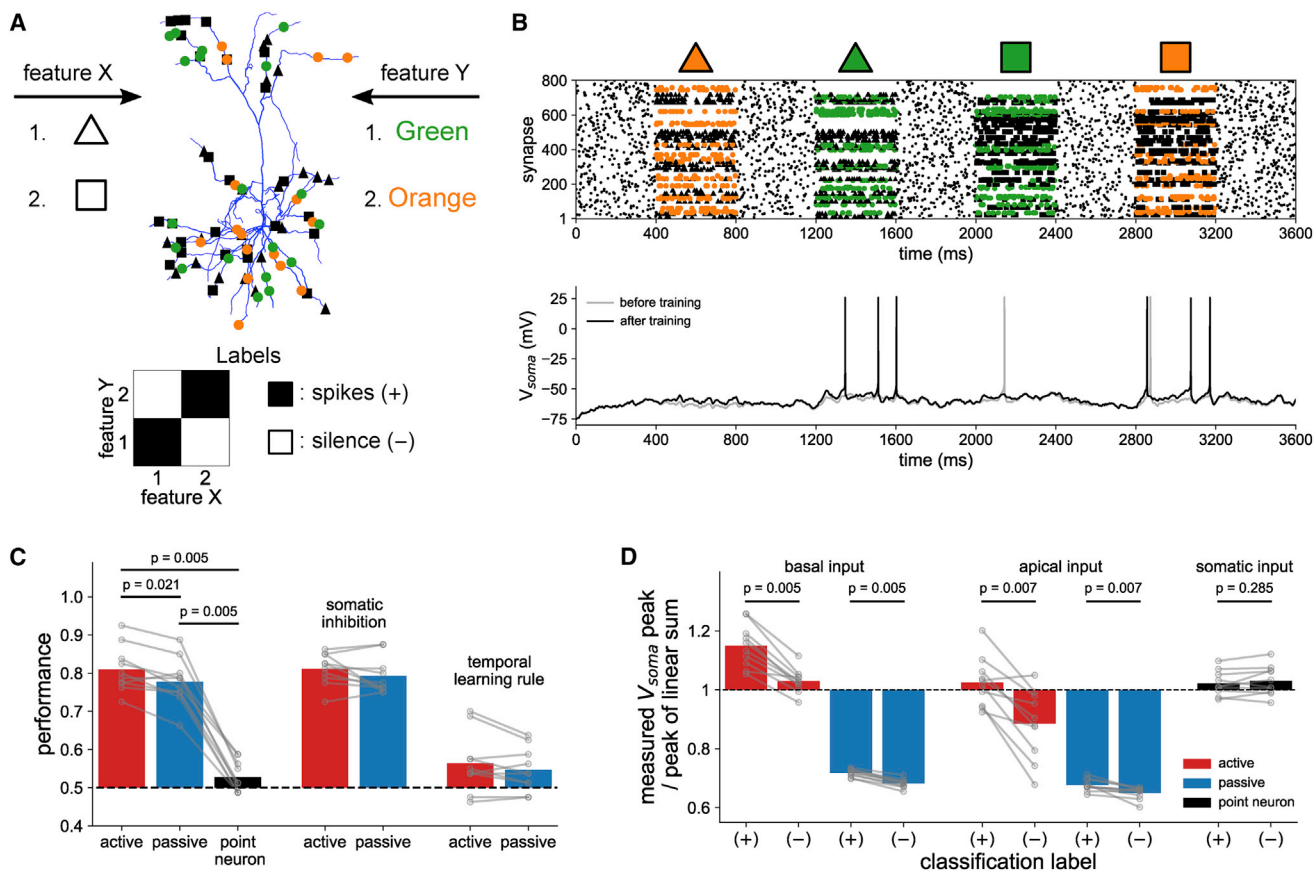 A
feature X
1.
2.
feature Y
1. Green
2. Orange
Labels
feature Y
2
1
1 2
feature X
: spikes (+)
: silence (−)
B
synapse
800
600
400
200
1
0 400 800 1200 1600 2000 2400 2800 3200 3600
time (ms)
Vsoma (mV)
25
0
−25
−50
−75
before training
after training
0 400 800 1200 1600 2000 2400 2800 3200 3600
time (ms)
C
performance
1.0
0.9
0.8
0.7
0.6
0.5
0.4
p = 0.005
p = 0.021
p = 0.005
somatic
inhibition
temporal
learning rule
active passive point
neuron
active passive
active passive
D
measured Vsoma peak
/ peak of linear sum
1.2
1
0.8
0.6
basal input
apical input
somatic input
p = 0.005
p = 0.005
p = 0.007
p = 0.007
p = 0.285
active
passive
point neuron
(+) (−) (+) (−) (+) (−) (+) (−) (+) (−)
classification label